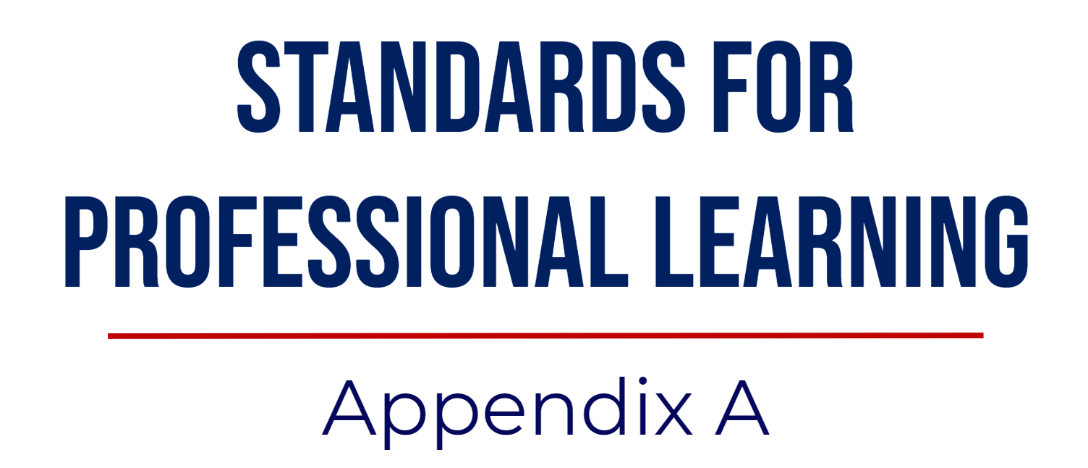 STANDARDS FOR
PROFESSIONAL LEARNING
Appendix A